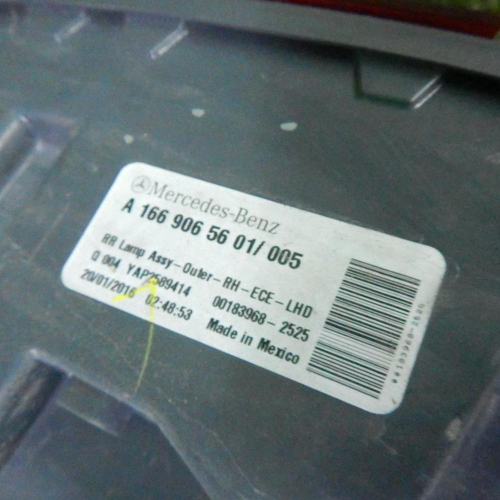 Mercedes-Benz
A 166 906 56 01/ 005
RR Lamp Assy-Outer-RH-ECE-LHD
Q 004 YAP2589414 00183968-2525
20/01/2016 02:48:53 Made in Mexico